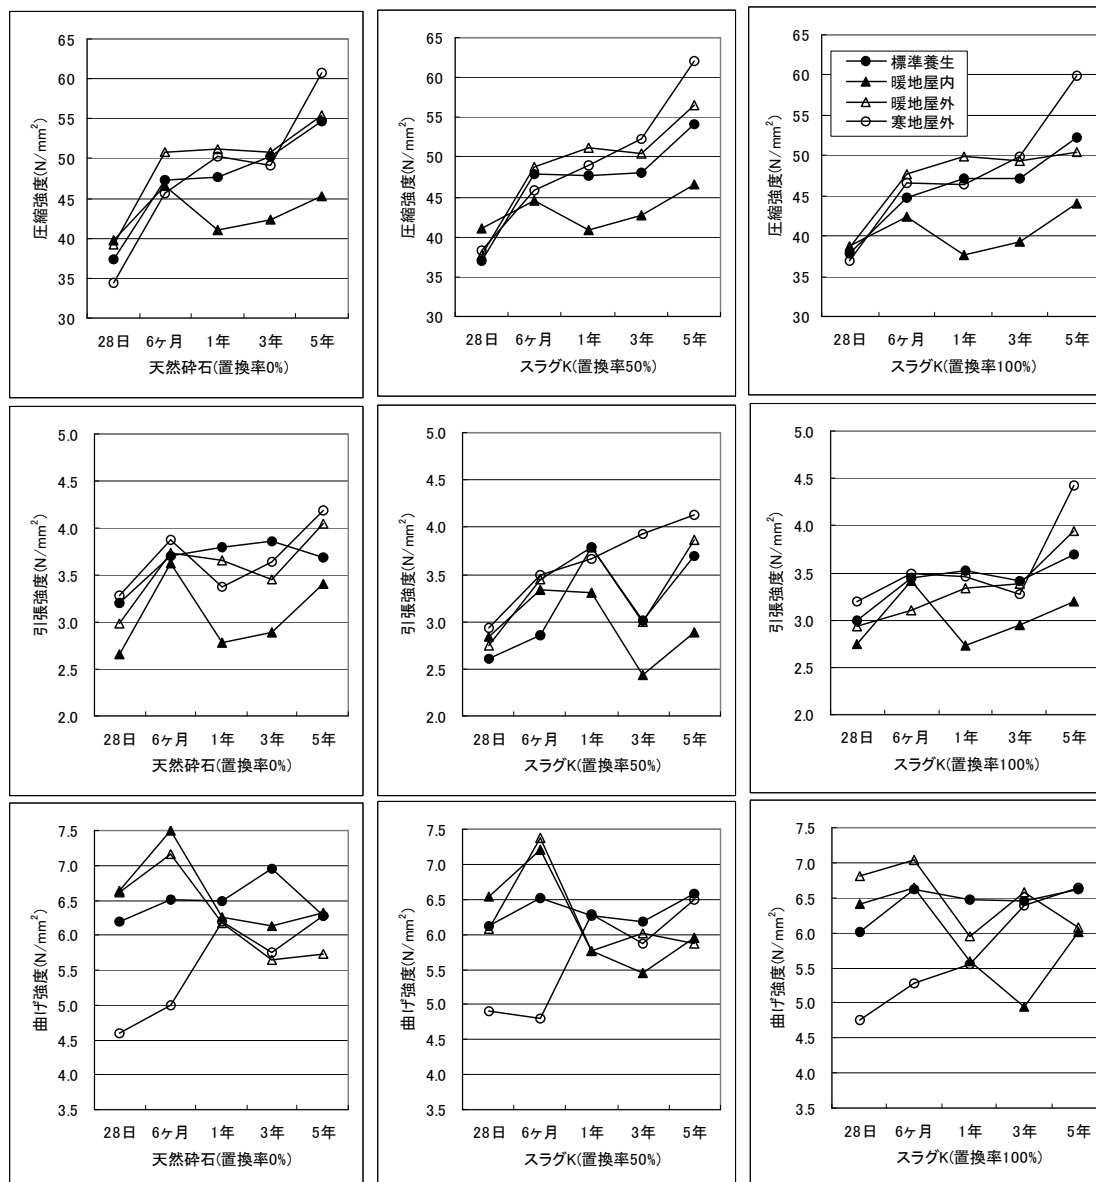 65
60
55
50
45
40
35
30
圧縮強度(N/mm²)
28日 6ヶ月 1年 3年 5年
天然砕石(置換率0%)
65
60
55
50
45
40
35
30
圧縮強度(N/mm²)
28日 6ヶ月 1年 3年 5年
スラグK(置換率50%)
65
60
55
50
45
40
35
30
圧縮強度(N/mm²)
標準養生
暖地屋内
暖地屋外
寒地屋外
28日 6ヶ月 1年 3年 5年
スラグK(置換率100%)
5.0
4.5
4.0
3.5
3.0
2.5
2.0
引張強度(N/mm²)
28日 6ヶ月 1年 3年 5年
天然砕石(置換率0%)
5.0
4.5
4.0
3.5
3.0
2.5
2.0
引張強度(N/mm²)
28日 6ヶ月 1年 3年 5年
スラグK(置換率50%)
5.0
4.5
4.0
3.5
3.0
2.5
2.0
引張強度(N/mm²)
28日 6ヶ月 1年 3年 5年
スラグK(置換率100%)
7.5
7.0
6.5
6.0
5.5
5.0
4.5
4.0
3.5
曲げ強度(N/mm²)
28日 6ヶ月 1年 3年 5年
天然砕石(置換率0%)
7.5
7.0
6.5
6.0
5.5
5.0
4.5
4.0
3.5
曲げ強度(N/mm²)
28日 6ヶ月 1年 3年 5年
スラグK(置換率50%)
7.5
7.0
6.5
6.0
5.5
5.0
4.5
4.0
3.5
曲げ強度(N/mm²)
28日 6ヶ月 1年 3年 5年
スラグK(置換率100%)